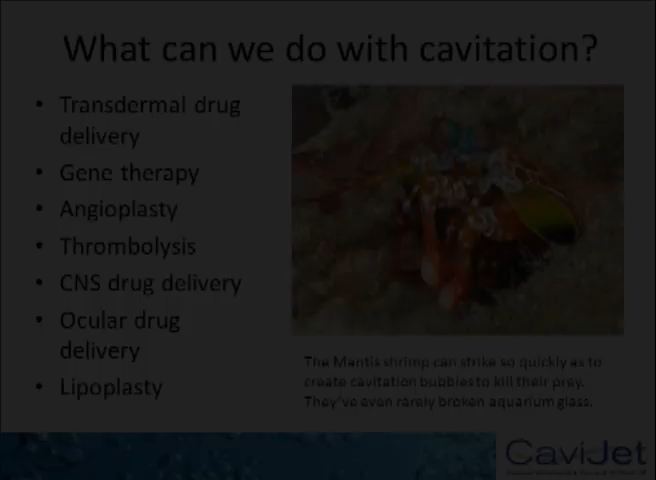 What can we do with cavitation?
• Transdermal drug
delivery
• Gene therapy
• Angioplasty
• Thrombolysis
• CNS drug delivery
• Ocular drug
delivery
• Lipoplasty
The Mantis shrimp can strike so quickly as to
create cavitation bubbles to kill their prey.
They've even rarely broken aquarium glass.
CaviJet